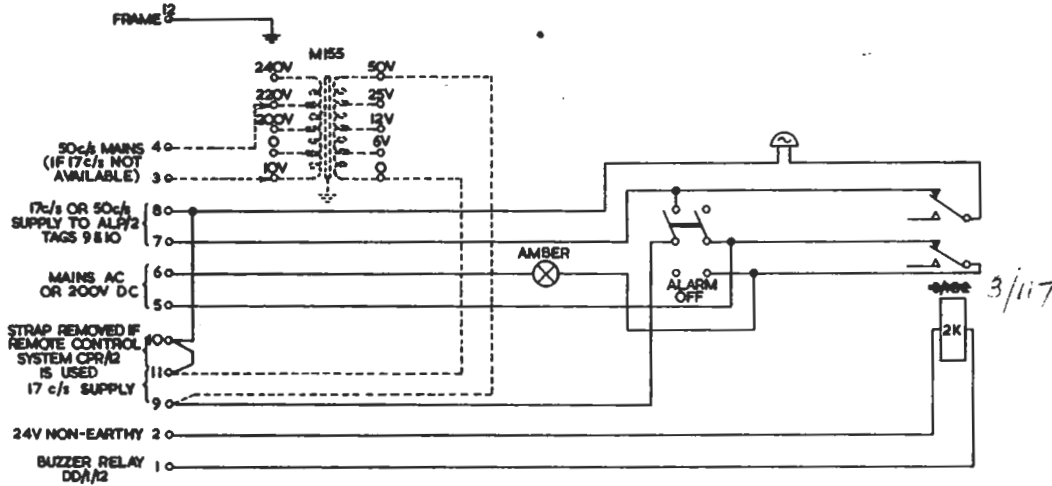 FRAME 12
M155
240V 50V
220V 25V
200V 12V
0 6V
10V 0
50c/s MAINS 4
(IF 17c/s NOT
AVAILABLE) 3
17c/s OR 50c/s 8
SUPPLY TO ALP/2
TAGS 9 & 10 7
MAINS AC 6
OR 200V DC 5
AMBER
ALARM
OFF
3/117
2K
STRAP REMOVED IF
REMOTE CONTROL 10
SYSTEM CPR/12
IS USED 11
17 c/s SUPPLY 9
24V NON-EARTHY 2
BUZZER RELAY 1
DD/1/12